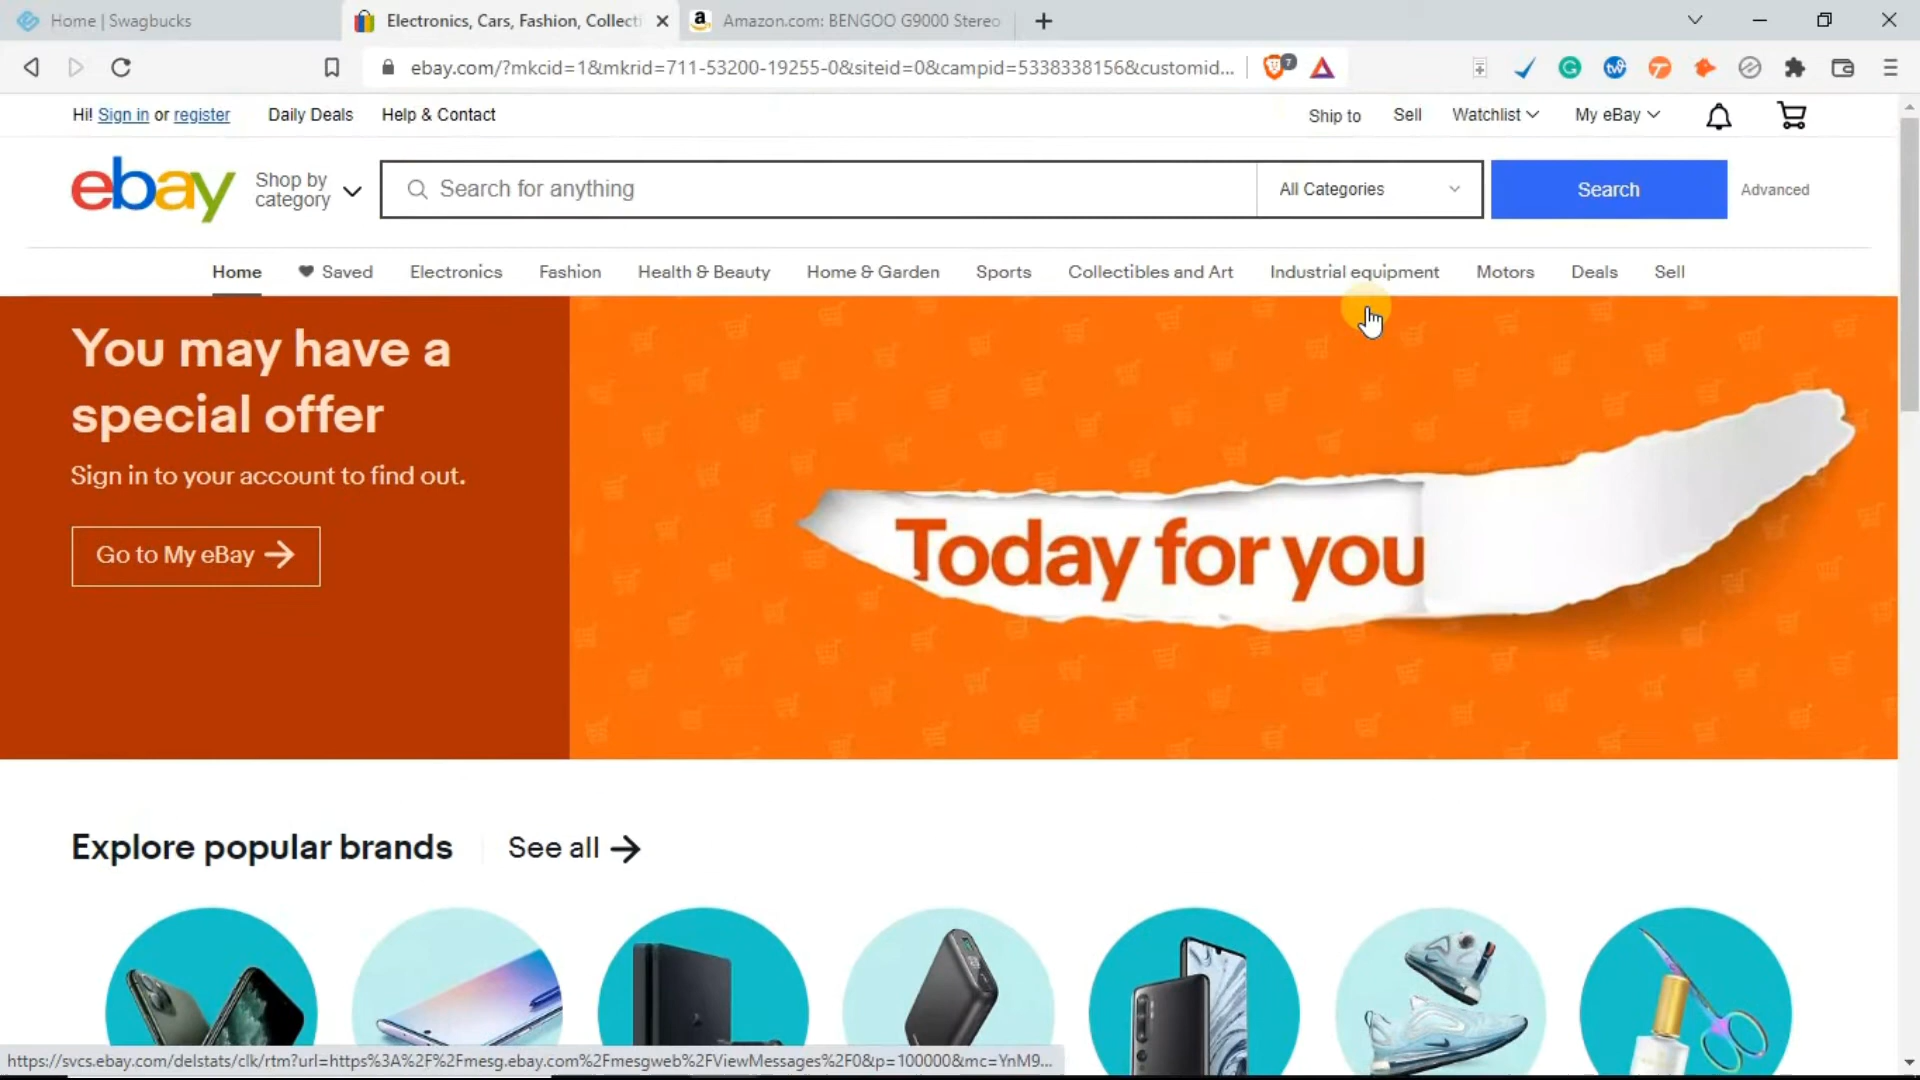 Home | Swagbucks
Electronics, Cars, Fashion, Collecti
Amazon.com: BENGOO G9000 Stereo
ebay.com/?mkcid=1&mkrid=711-53200-19255-0&siteid=0&campid=5338338156&customid...
7
Hi! Sign in or register
Daily Deals
Help & Contact
Ship to
Sell
Watchlist
My eBay
ebay
Shop by
category
Search for anything
All Categories
Search
Advanced
Home
Saved
Electronics
Fashion
Health & Beauty
Home & Garden
Sports
Collectibles and Art
Industrial equipment
Motors
Deals
Sell
You may have a
special offer
Sign in to your account to find out.
Go to My eBay
Today for you
Explore popular brands
See all
https://svcs.ebay.com/delstats/clk/rtm?url=https%3A%2F%2Fmesg.ebay.com%2Fmesgweb%2FViewMessages%2F0&p=100000&mc=YnM9...